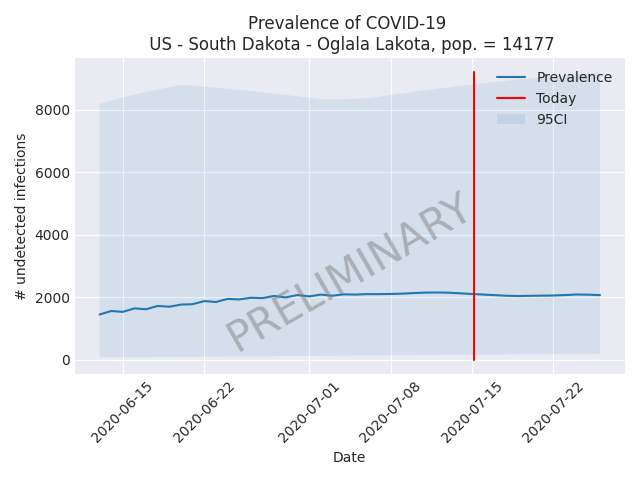 Prevalence of COVID-19
US - South Dakota - Oglala Lakota, pop. = 14177
Prevalence
Today
95CI
8000
6000
4000
2000
0
# undetected infections
PRELIMINARY
2020-06-15
2020-06-22
2020-07-01
2020-07-08
2020-07-15
2020-07-22
Date